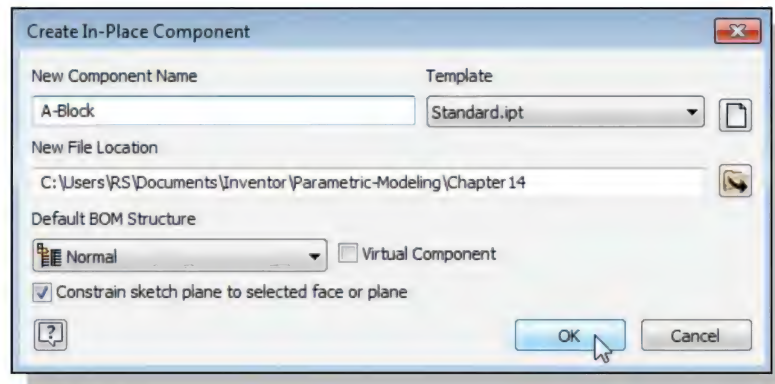 Create In-Place Component
New Component Name
Template
A-Block
Standard.ipt
New File Location
C:\Users\RS\Documents\Inventor\Parametric-Modeling\Chapter 14
Default BOM Structure
Normal
Virtual Component
Constrain sketch plane to selected face or plane
?
OK
Cancel